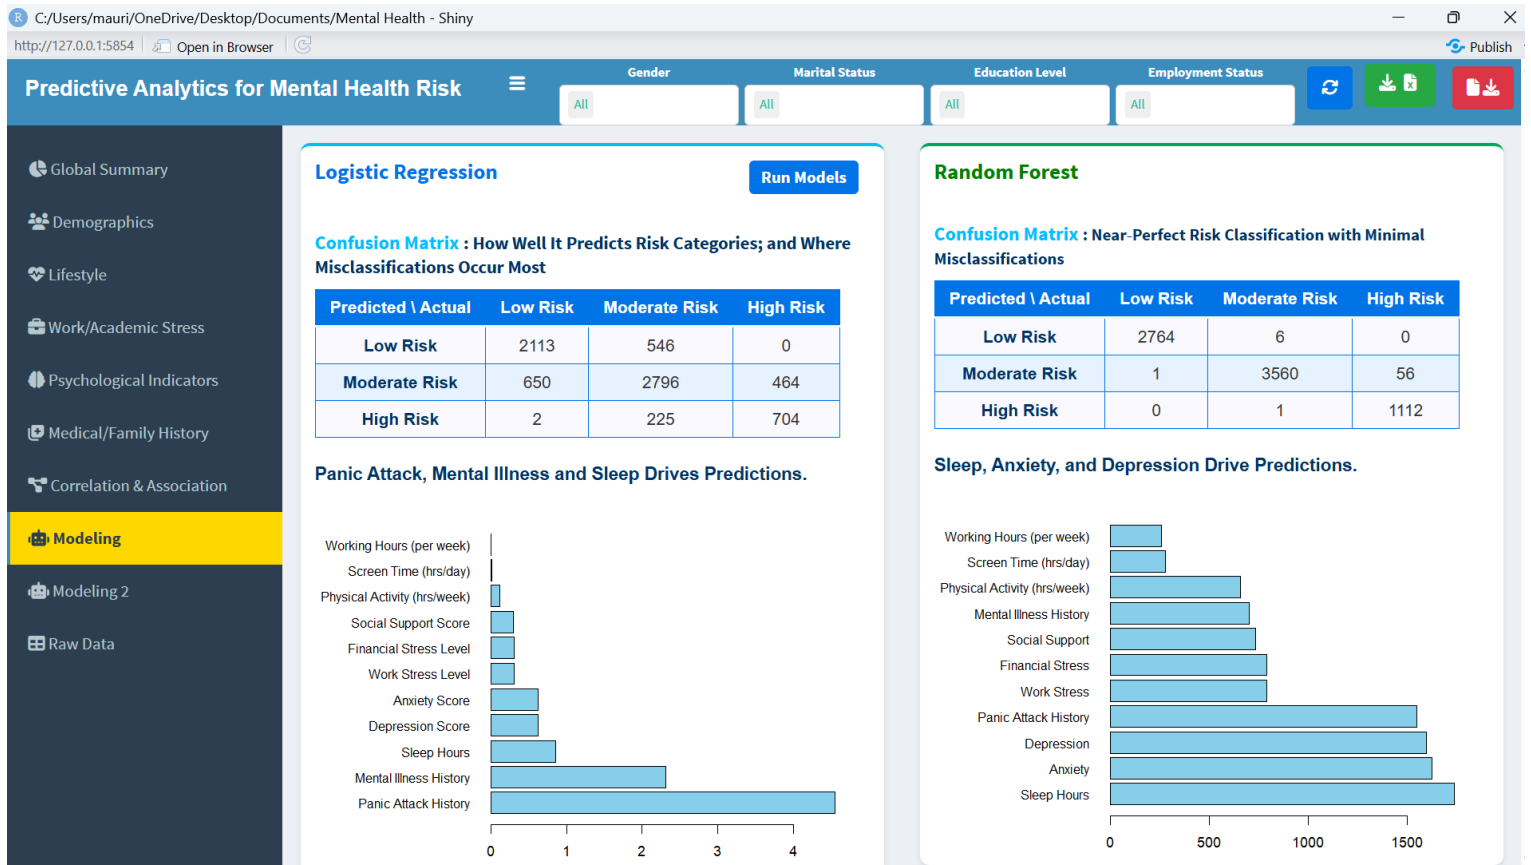 R C:/Users/mauri/OneDrive/Desktop/Documents/Mental Health - Shiny
http://127.0.0.1:5854 Open in Browser Publish
Predictive Analytics for Mental Health Risk
Gender Marital Status Education Level Employment Status
All All All All
Global Summary
Demographics
Lifestyle
Work/Academic Stress
Psychological Indicators
Medical/Family History
Correlation & Association
Modeling
Modeling 2
Raw Data
Logistic Regression Run Models
Confusion Matrix : How Well It Predicts Risk Categories; and Where
Misclassifications Occur Most
Predicted \ Actual Low Risk Moderate Risk High Risk
Low Risk 2113 546 0
Moderate Risk 650 2796 464
High Risk 2 225 704
Panic Attack, Mental Illness and Sleep Drives Predictions.
Working Hours (per week)
Screen Time (hrs/day)
Physical Activity (hrs/week)
Social Support Score
Financial Stress Level
Work Stress Level
Anxiety Score
Depression Score
Sleep Hours
Mental Illness History
Panic Attack History
0 1 2 3 4
Random Forest
Confusion Matrix : Near-Perfect Risk Classification with Minimal
Misclassifications
Predicted \ Actual Low Risk Moderate Risk High Risk
Low Risk 2764 6 0
Moderate Risk 1 3560 56
High Risk 0 1 1112
Sleep, Anxiety, and Depression Drive Predictions.
Working Hours (per week)
Screen Time (hrs/day)
Physical Activity (hrs/week)
Mental Illness History
Social Support
Financial Stress
Work Stress
Panic Attack History
Depression
Anxiety
Sleep Hours
0 500 1000 1500